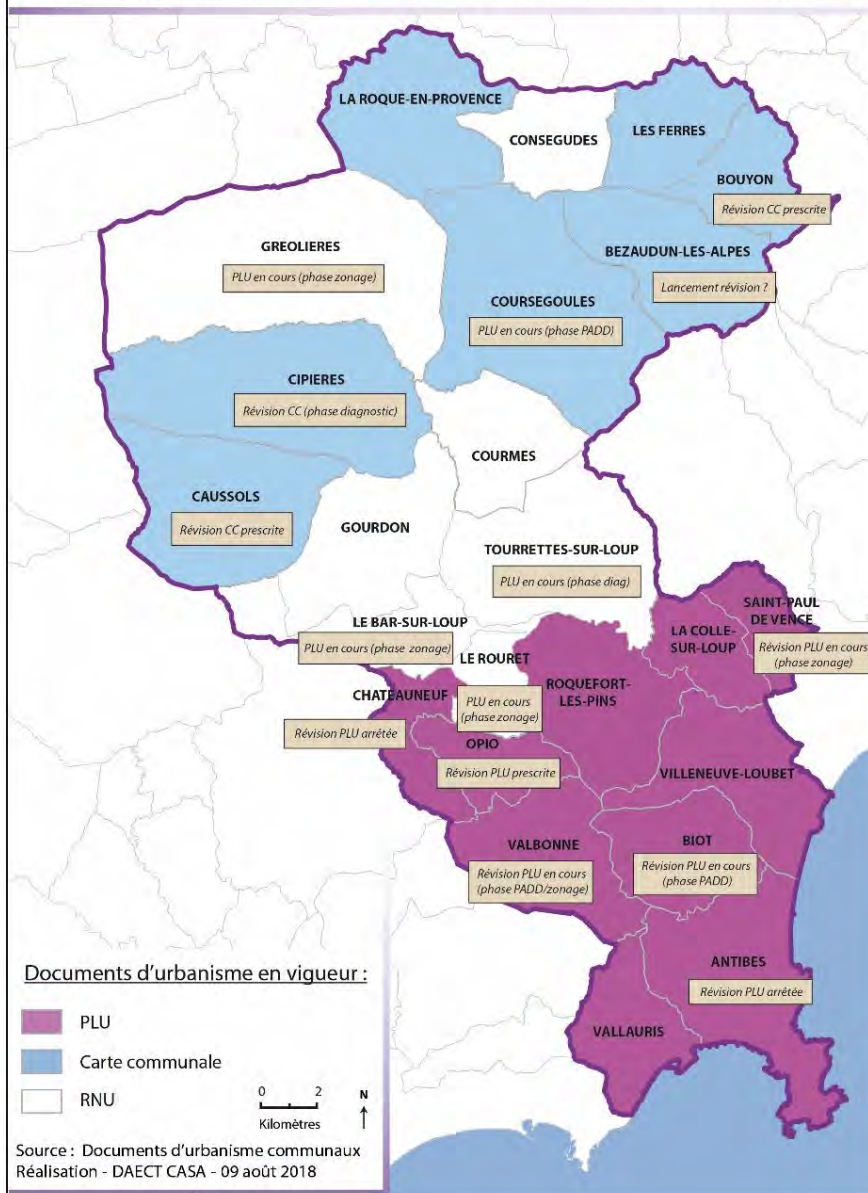 LA ROQUE-EN-PROVENCE
CONSEGUDES
LES FERRES
BOUYON
Révision CC prescrite
GREOLIERES
PLU en cours (phase zonage)
BEZAUDUN-LES-ALPES
Lancement révision ?
COURSEGOULES
PLU en cours (phase PADD)
CIPIERES
Révision CC (phase diagnostic)
COURMES
CAUSSOLS
Révision CC prescrite
GOURDON
TOURRETTES-SUR-LOUP
PLU en cours (phase diag)
LE BAR-SUR-LOUP
PLU en cours (phase zonage)
SAINT-PAUL
DE VENCE
Révision PLU en cours
(phase zonage)
LA COLLE-
SUR-LOUP
LE ROURET
PLU en cours
(phase zonage)
CHATEAUNEUF
Révision PLU arrêtée
ROQUEFORT-
LES-PINS
OPIO
Révision PLU prescrite
VILLENEUVE-LOUBET
VALBONNE
Révision PLU en cours
(phase PADD/zonage)
BIOT
Révision PLU en cours
(phase PADD)
ANTIBES
Révision PLU arrêtée
VALLAURIS
Documents d'urbanisme en vigueur :
PLU
Carte communale
RNU
0 2
Kilomètres
N
Source : Documents d'urbanisme communaux
Réalisation - DAECT CASA - 09 août 2018